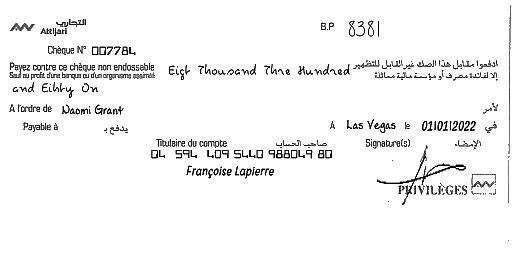 التجاري
Attijari
B.P 8381
Chèque N° 007784
Payez contre ce chèque non endossable
Eigt Thousand Thre Hundred
ادفعوا مقابل هذا الصك غير القابل للتظهير
Sauf au profit d'une banque ou d'un organisme assimilé
إلا لفائدة مصرف أو مؤسسة مالية مماثلة
and Eihty On
A l'ordre de Naomi Grant
لأمر
Payable à
يدفع بـ
A Las Vegas le 01/01/2022 في
Titulaire du compte صاحب الحساب
Signature(s) الإمضاء
04 594 409 5440 988049 80
Françoise Lapierre
PRIVILÈGES